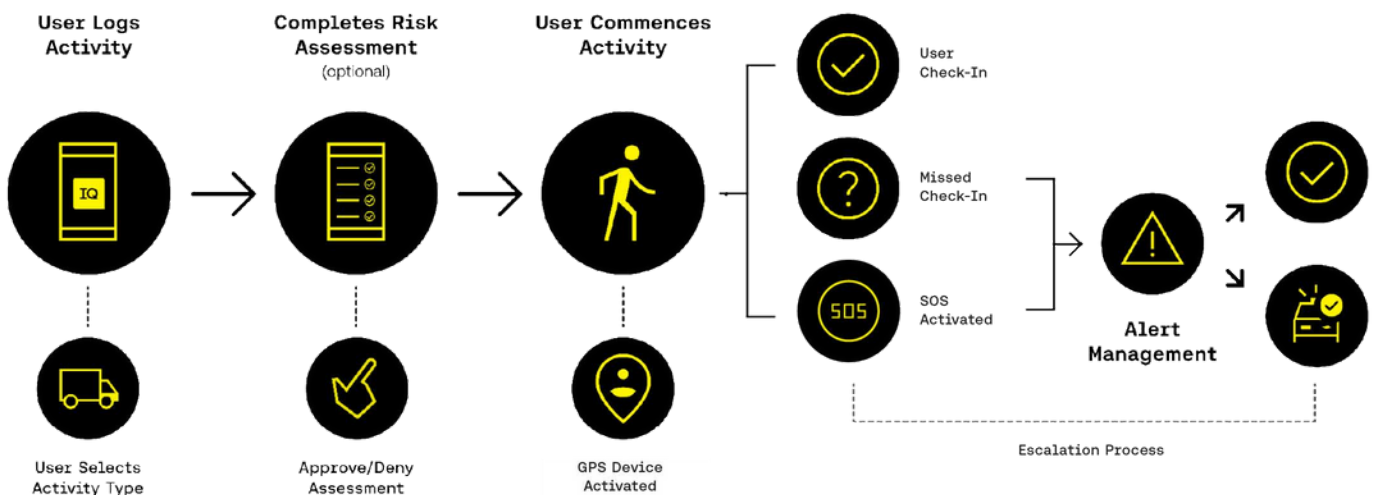 User Logs
Activity
Completes Risk
Assessment
(optional)
User Commences
Activity
IQ
User Selects
Activity Type
Approve/Deny
Assessment
GPS Device
Activated
User
Check-In
Missed
Check-In
SOS
SOS
Activated
Alert
Management
Escalation Process